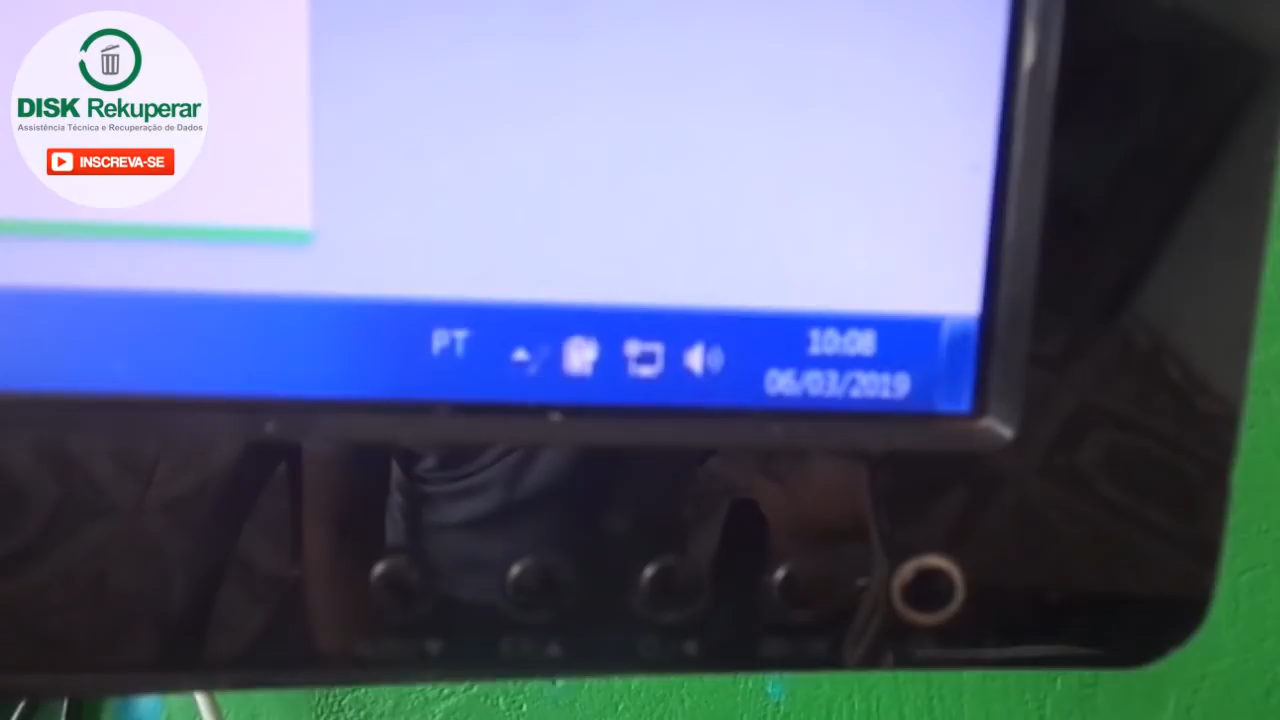 DISK Rekuperar
Assistência Técnica e Recuperação de Dados
INSCREVA-SE
PT
10:08
06/03/2019